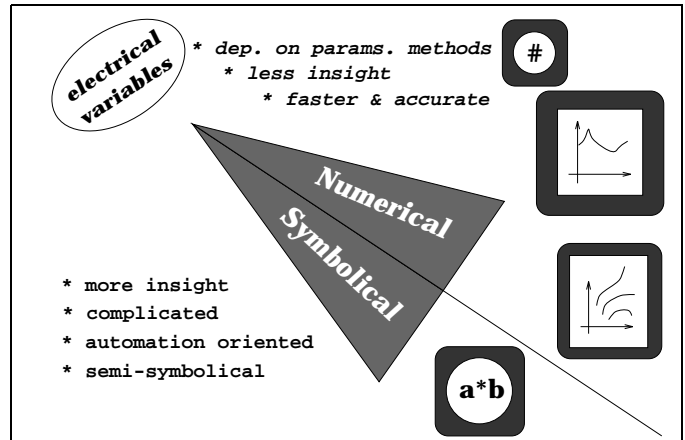 electrical
variables
* dep. on params. methods
* less insight
* faster & accurate
#
Numerical
Symbolical
* more insight
* complicated
* automation oriented
* semi-symbolical
a*b